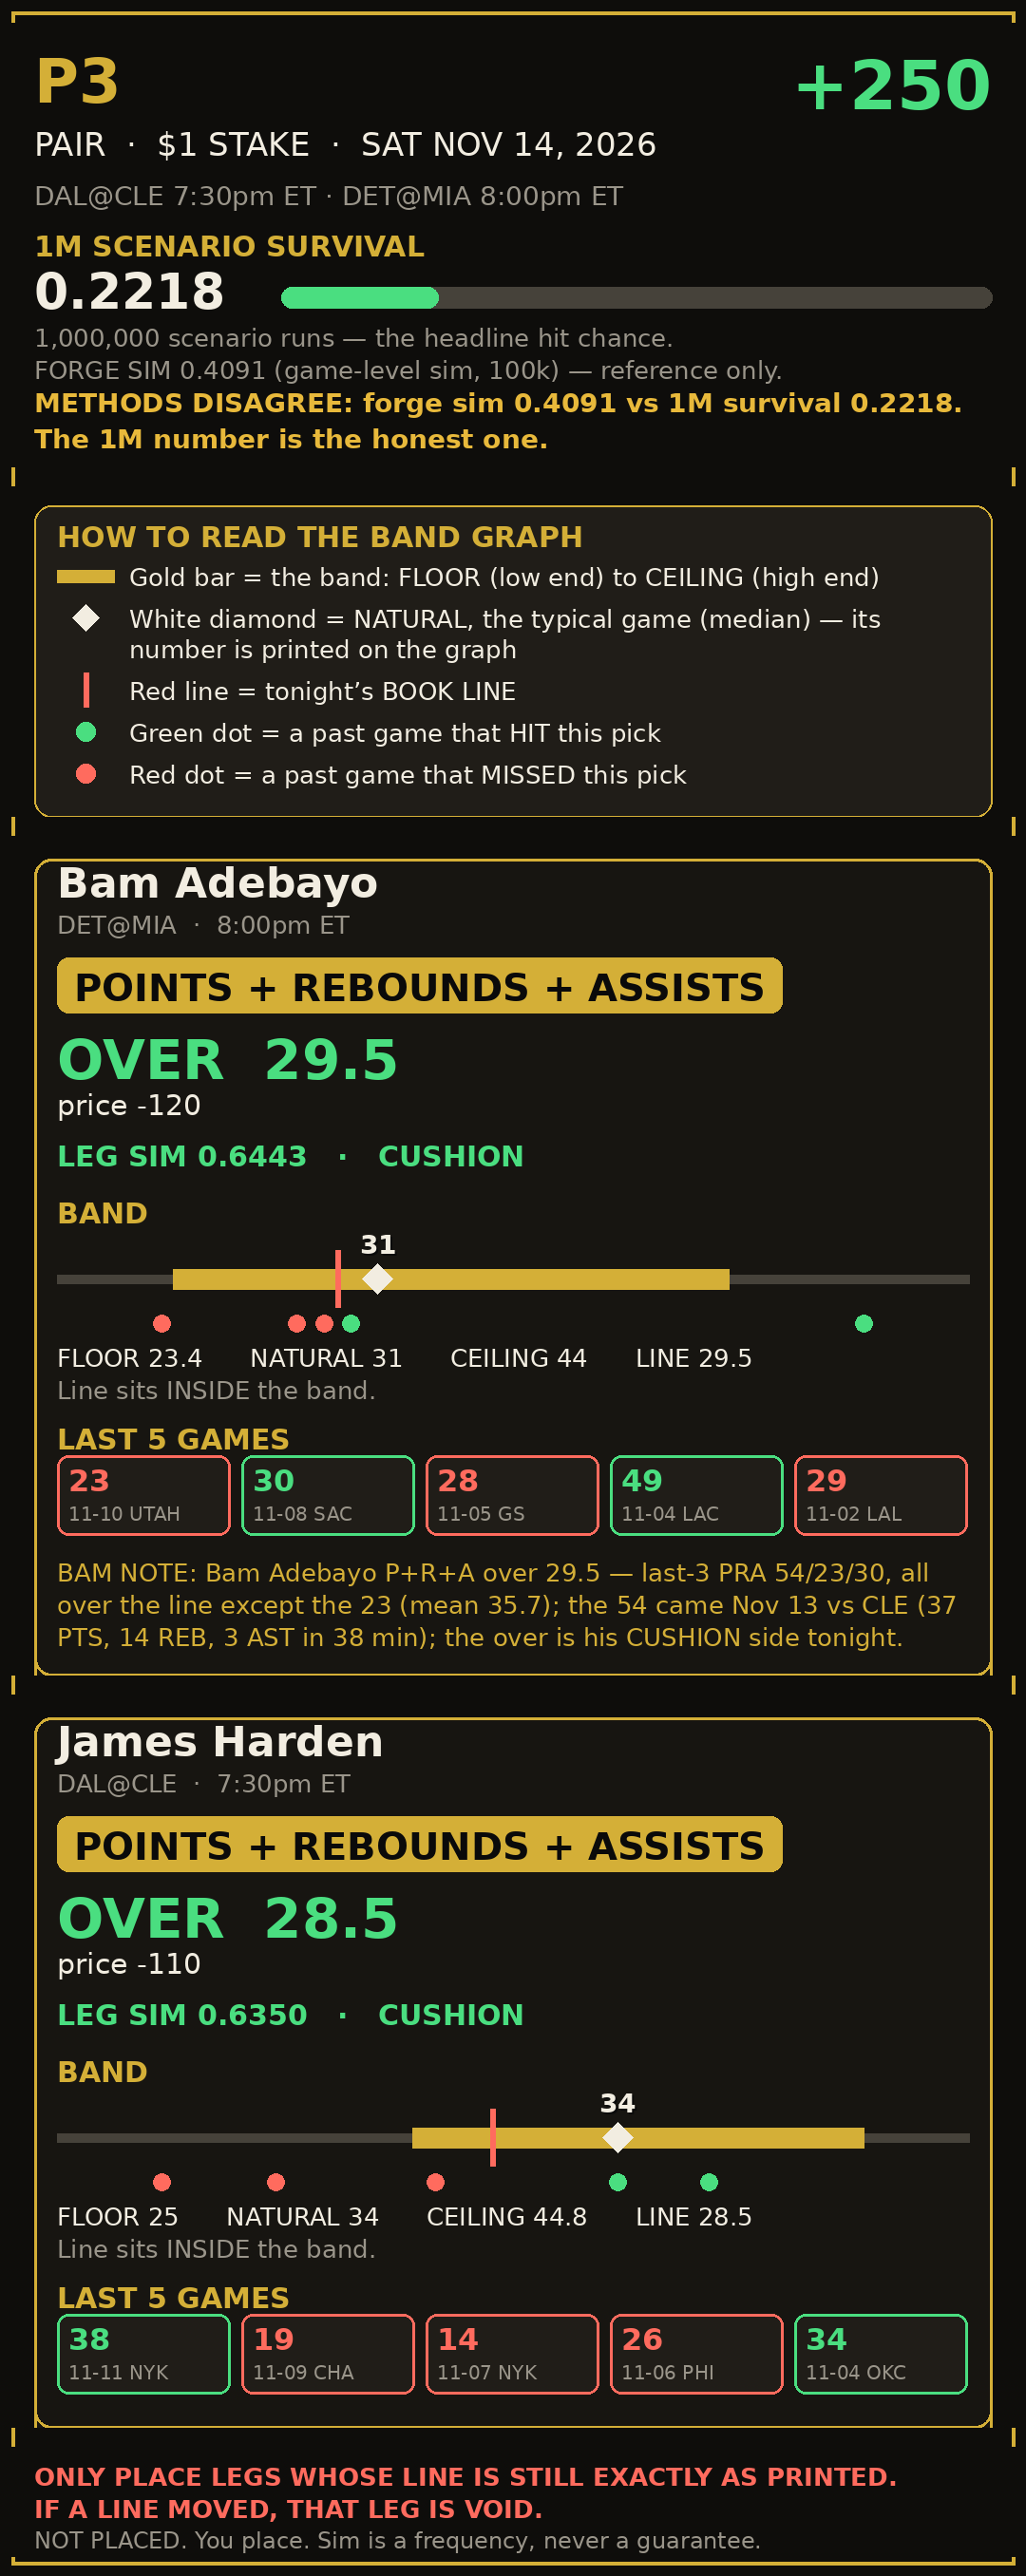 P3
+250
PAIR · $1 STAKE · SAT NOV 14, 2026
DAL@CLE 7:30pm ET · DET@MIA 8:00pm ET
1M SCENARIO SURVIVAL
0.2218
1,000,000 scenario runs — the headline hit chance.
FORGE SIM 0.4091 (game-level sim, 100k) — reference only.
METHODS DISAGREE: forge sim 0.4091 vs 1M survival 0.2218.
The 1M number is the honest one.
HOW TO READ THE BAND GRAPH
Gold bar = the band: FLOOR (low end) to CEILING (high end)
White diamond = NATURAL, the typical game (median) — its
number is printed on the graph
Red line = tonight’s BOOK LINE
Green dot = a past game that HIT this pick
Red dot = a past game that MISSED this pick
Bam Adebayo
DET@MIA · 8:00pm ET
POINTS + REBOUNDS + ASSISTS
OVER 29.5
price -120
LEG SIM 0.6443 · CUSHION
BAND
31
FLOOR 23.4 NATURAL 31 CEILING 44 LINE 29.5
Line sits INSIDE the band.
LAST 5 GAMES
23 30 28 49 29
11-10 UTAH 11-08 SAC 11-05 GS 11-04 LAC 11-02 LAL
BAM NOTE: Bam Adebayo P+R+A over 29.5 — last-3 PRA 54/23/30, all
over the line except the 23 (mean 35.7); the 54 came Nov 13 vs CLE (37
PTS, 14 REB, 3 AST in 38 min); the over is his CUSHION side tonight.
James Harden
DAL@CLE · 7:30pm ET
POINTS + REBOUNDS + ASSISTS
OVER 28.5
price -110
LEG SIM 0.6350 · CUSHION
BAND
34
FLOOR 25 NATURAL 34 CEILING 44.8 LINE 28.5
Line sits INSIDE the band.
LAST 5 GAMES
38 19 14 26 34
11-11 NYK 11-09 CHA 11-07 NYK 11-06 PHI 11-04 OKC
ONLY PLACE LEGS WHOSE LINE IS STILL EXACTLY AS PRINTED.
IF A LINE MOVED, THAT LEG IS VOID.
NOT PLACED. You place. Sim is a frequency, never a guarantee.